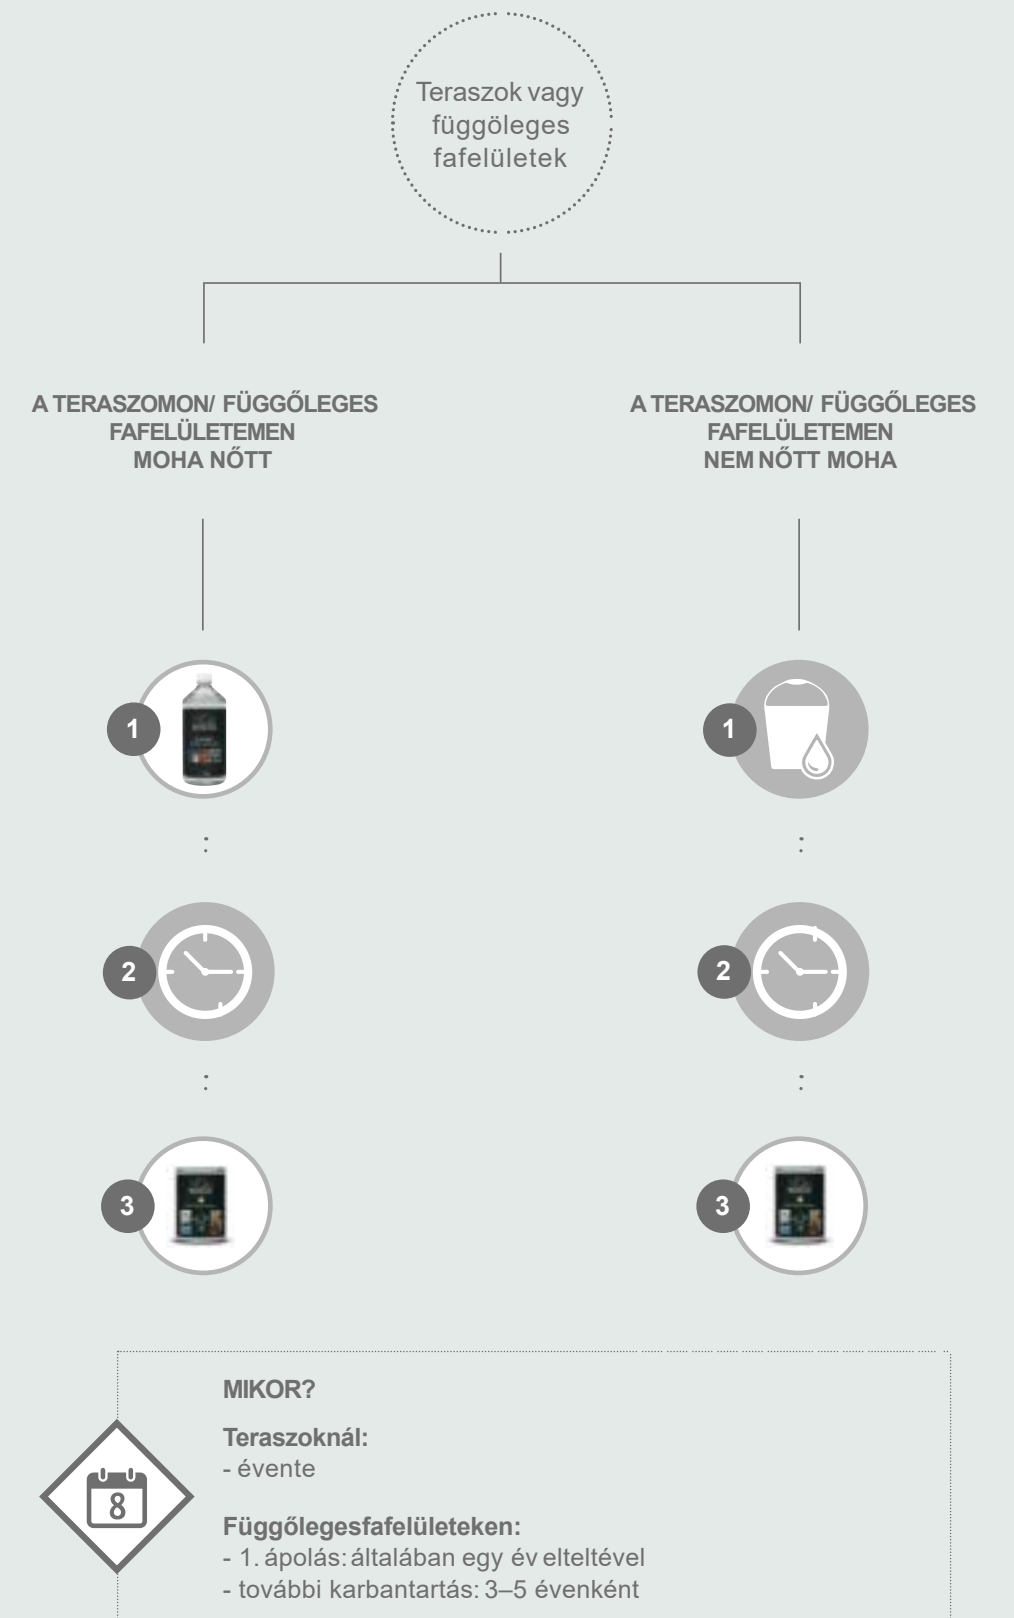 Teraszok vagy
függöleges
fafelületek
A TERASZOMON/ FÜGGŐLEGES
FAFELÜLETEMEN
MOHA NŐTT
A TERASZOMON/ FÜGGŐLEGES
FAFELÜLETEMEN
NEM NŐTT MOHA
1
1
:
:
2
2
:
:
3
3
MIKOR?
Teraszoknál:
- évente
8
Függőlegesfafelületeken:
- 1. ápolás: általában egy év elteltével
- további karbantartás: 3–5 évenként